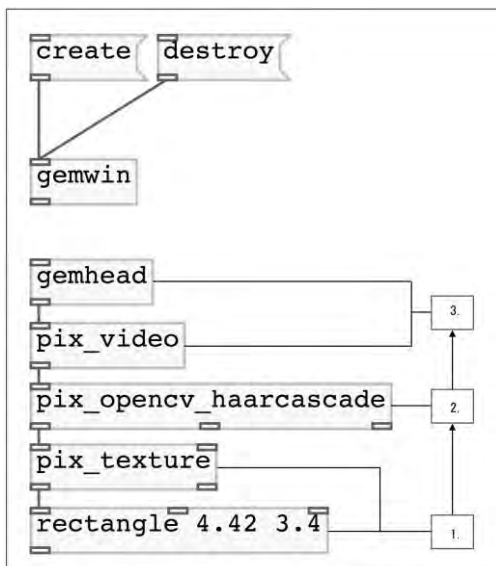 create destroy
gemwin
gemhead
3.
pix_video
pix_opencv_haarcascade 2.
pix_texture
rectangle 4.42 3.4 1.